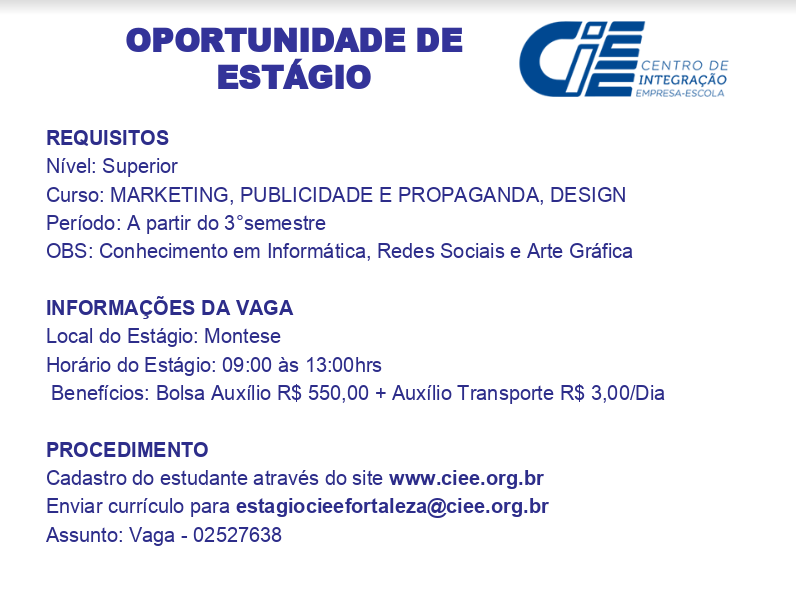 OPORTUNIDADE DE
ESTÁGIO
CIEE
CENTRO DE
INTEGRAÇÃO
EMPRESA-ESCOLA
REQUISITOS
Nível: Superior
Curso: MARKETING, PUBLICIDADE E PROPAGANDA, DESIGN
Período: A partir do 3°semestre
OBS: Conhecimento em Informática, Redes Sociais e Arte Gráfica
INFORMAÇÕES DA VAGA
Local do Estágio: Montese
Horário do Estágio: 09:00 às 13:00hrs
Benefícios: Bolsa Auxílio R$ 550,00 + Auxílio Transporte R$ 3,00/Dia
PROCEDIMENTO
Cadastro do estudante através do site www.ciee.org.br
Enviar currículo para estagiocieefortaleza@ciee.org.br
Assunto: Vaga - 02527638